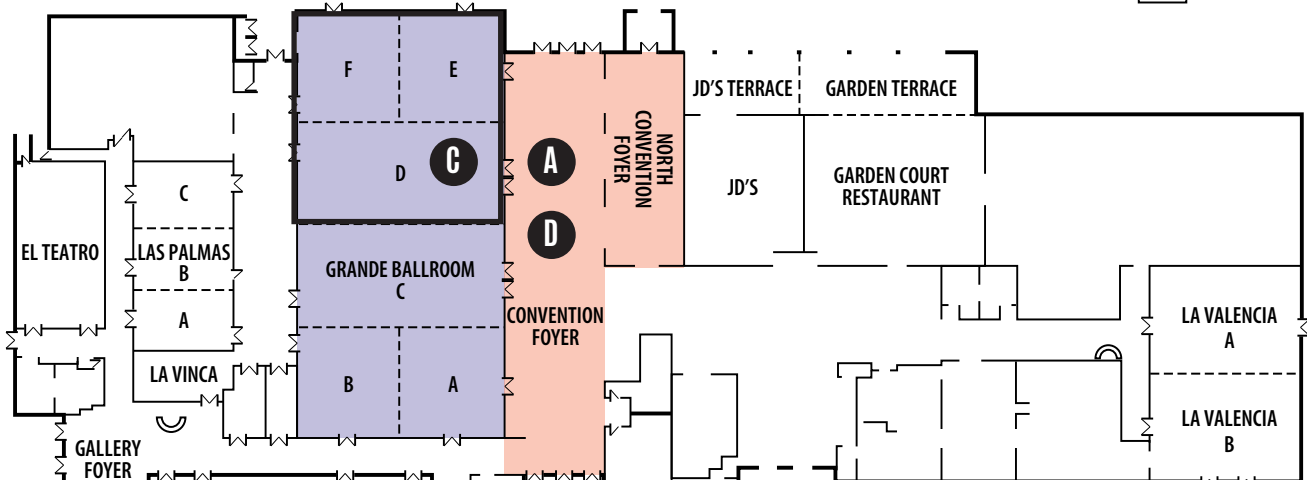 F
E
JD'S TERRACE
GARDEN TERRACE
NORTH
CONVENTION
FOYER
D
C
A
JD'S
GARDEN COURT
RESTAURANT
C
D
EL TEATRO
LAS PALMAS
B
GRANDE BALLROOM
C
A
CONVENTION
FOYER
LA VALENCIA
A
LA VINCA
B
A
LA VALENCIA
B
GALLERY
FOYER